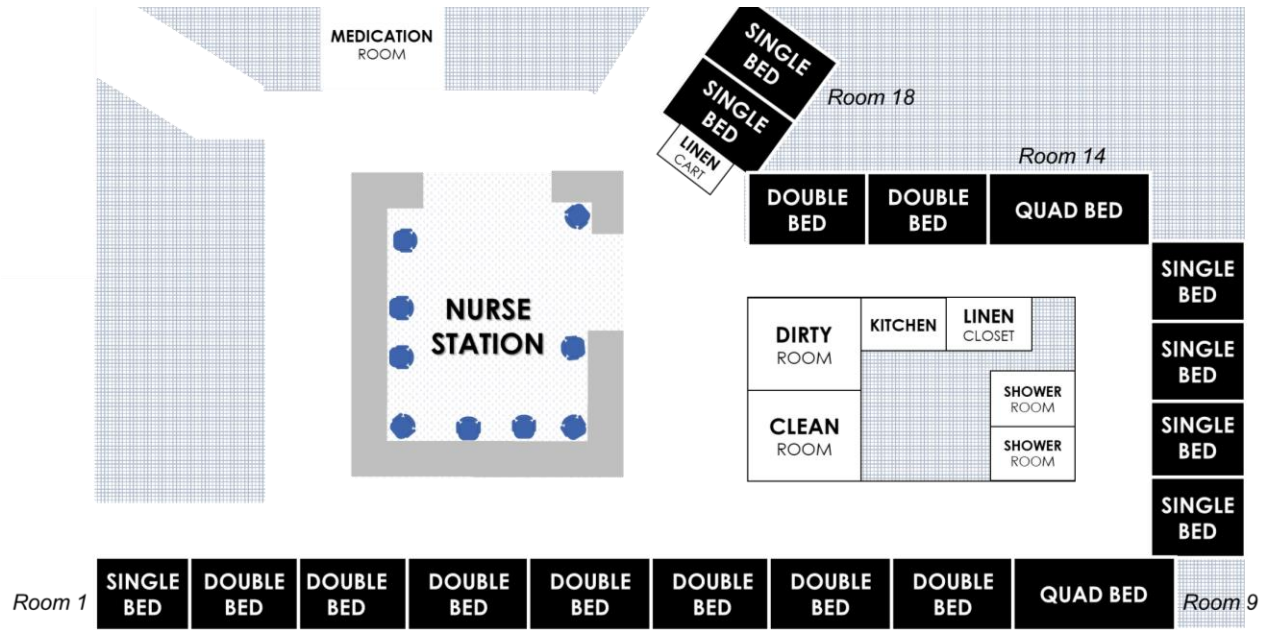 MEDICATION
ROOM
SINGLE
BED
SINGLE
BED
Room 18
LINEN
CART
Room 14
DOUBLE
BED
DOUBLE
BED
QUAD BED
SINGLE
BED
SINGLE
BED
SINGLE
BED
SINGLE
BED
NURSE
STATION
DIRTY
ROOM
KITCHEN
LINEN
CLOSET
SHOWER
ROOM
CLEAN
ROOM
SHOWER
ROOM
Room 1
SINGLE
BED
DOUBLE
BED
DOUBLE
BED
DOUBLE
BED
DOUBLE
BED
DOUBLE
BED
DOUBLE
BED
DOUBLE
BED
QUAD BED
Room 9